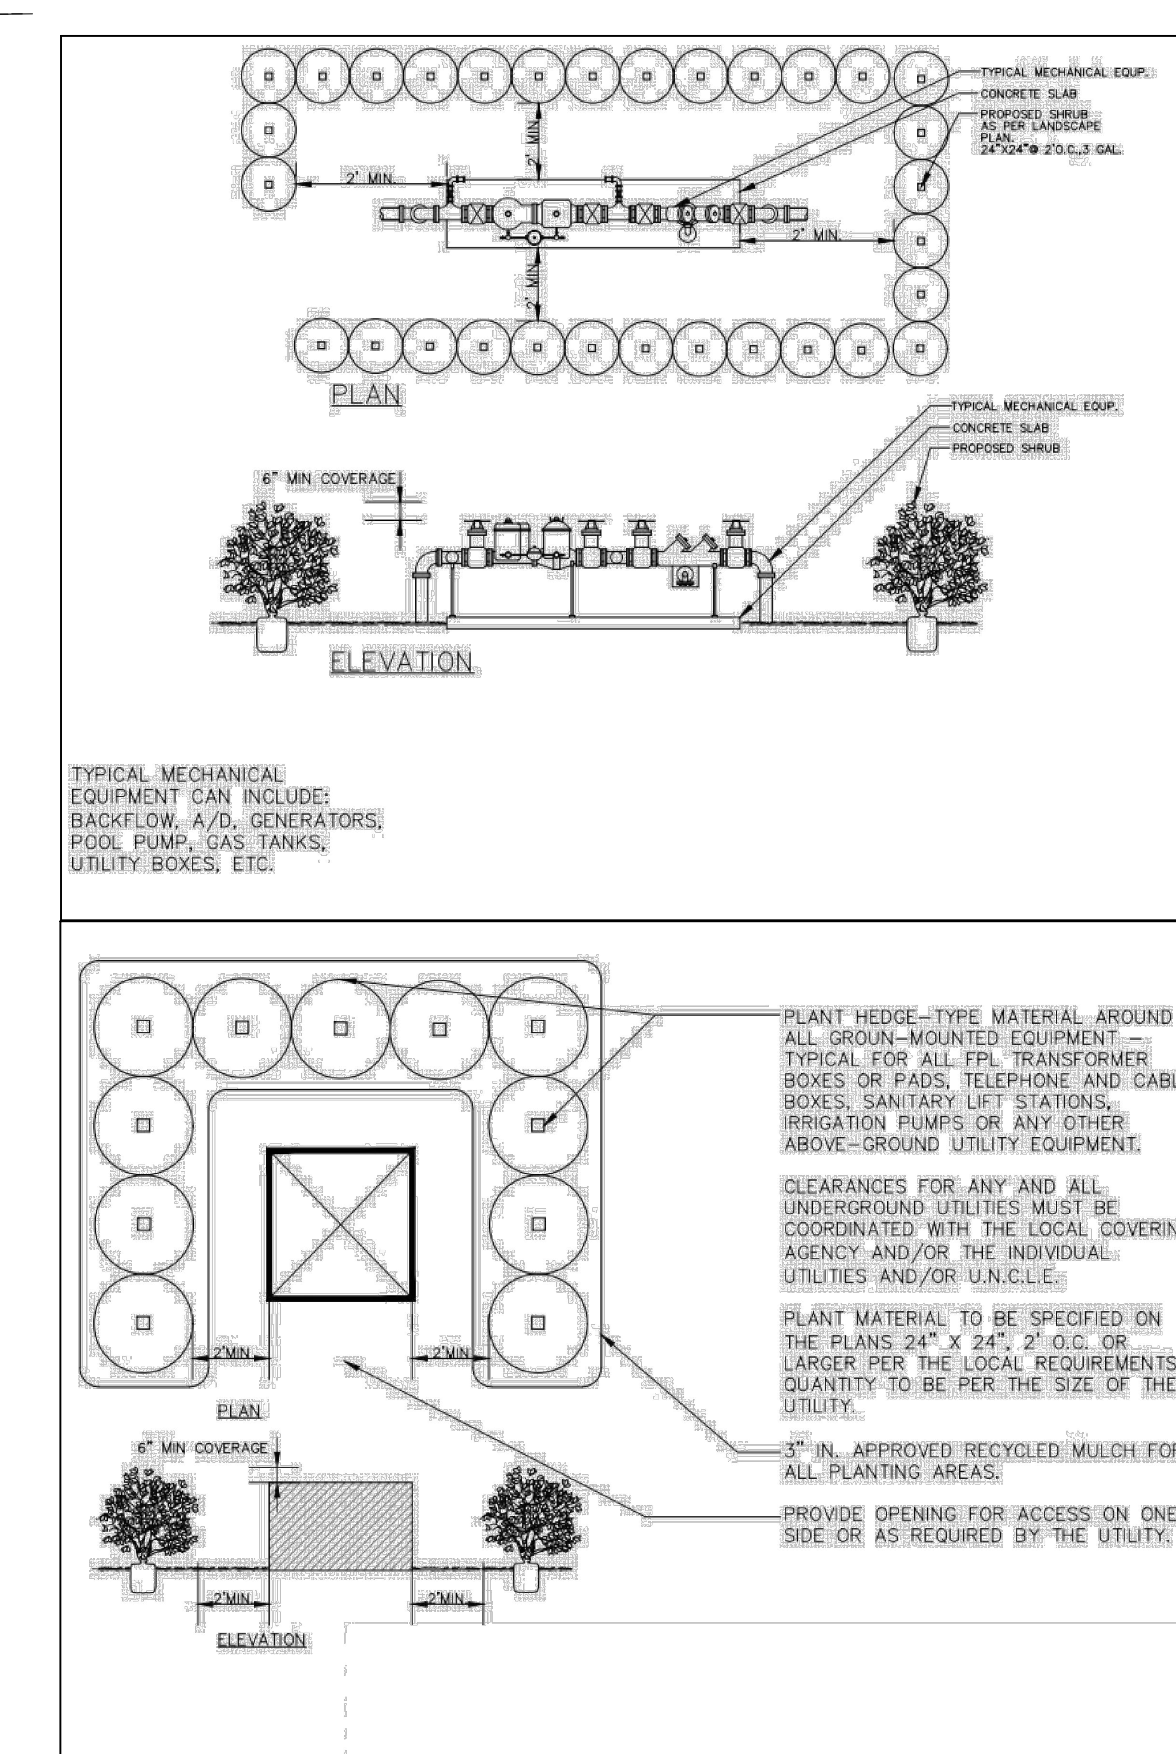 TYPICAL MECHANICAL EQUP.
CONCRETE SLAB
PROPOSED SHRUB
AS PER LANDSCAPE
PLAN.
24"X24"@ 2'O.C.,3 GAL.
2' MIN.
2' MIN.
2' MIN.
2' MIN.
PLAN
TYPICAL MECHANICAL EQUP.
CONCRETE SLAB
PROPOSED SHRUB
6" MIN COVERAGE
ELEVATION
TYPICAL MECHANICAL
EQUIPMENT CAN INCLUDE:
BACKFLOW, A/D, GENERATORS,
POOL PUMP, GAS TANKS,
UTILITY BOXES, ETC.
PLANT HEDGE-TYPE MATERIAL AROUND
ALL GROUN-MOUNTED EQUIPMENT -
TYPICAL FOR ALL FPL TRANSFORMER
BOXES OR PADS, TELEPHONE AND CABL
BOXES, SANITARY LIFT STATIONS,
IRRIGATION PUMPS OR ANY OTHER
ABOVE-GROUND UTILITY EQUIPMENT.
CLEARANCES FOR ANY AND ALL
UNDERGROUND UTILITIES MUST BE
COORDINATED WITH THE LOCAL COVERIN
AGENCY AND/OR THE INDIVIDUAL
UTILITIES AND/OR U.N.C.L.E.
PLANT MATERIAL TO BE SPECIFIED ON
THE PLANS 24" X 24", 2' O.C. OR
LARGER PER THE LOCAL REQUIREMENTS
QUANTITY TO BE PER THE SIZE OF THE
UTILITY.
2'MIN.
2'MIN.
PLAN
3" IN. APPROVED RECYCLED MULCH FOR
ALL PLANTING AREAS.
6" MIN COVERAGE
PROVIDE OPENING FOR ACCESS ON ONE
SIDE OR AS REQUIRED BY THE UTILITY.
2'MIN.
2'MIN.
ELEVATION